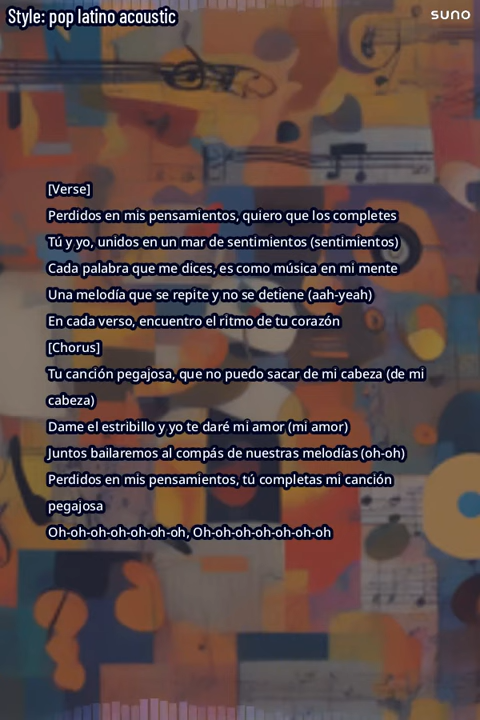 Style: pop latino acoustic
SUNO
[Verse]
Perdidos en mis pensamientos, quiero que los completes
Tú y yo, unidos en un mar de sentimientos (sentimientos)
Cada palabra que me dices, es como música en mi mente
Una melodía que se repite y no se detiene (aah-yeah)
En cada verso, encuentro el ritmo de tu corazón
[Chorus]
Tu canción pegajosa, que no puedo sacar de mi cabeza (de mi
cabeza)
Dame el estribillo y yo te daré mi amor (mi amor)
Juntos bailaremos al compás de nuestras melodías (oh-oh)
Perdidos en mis pensamientos, tú completas mi canción
pegajosa
Oh-oh-oh-oh-oh-oh-oh, Oh-oh-oh-oh-oh-oh-oh